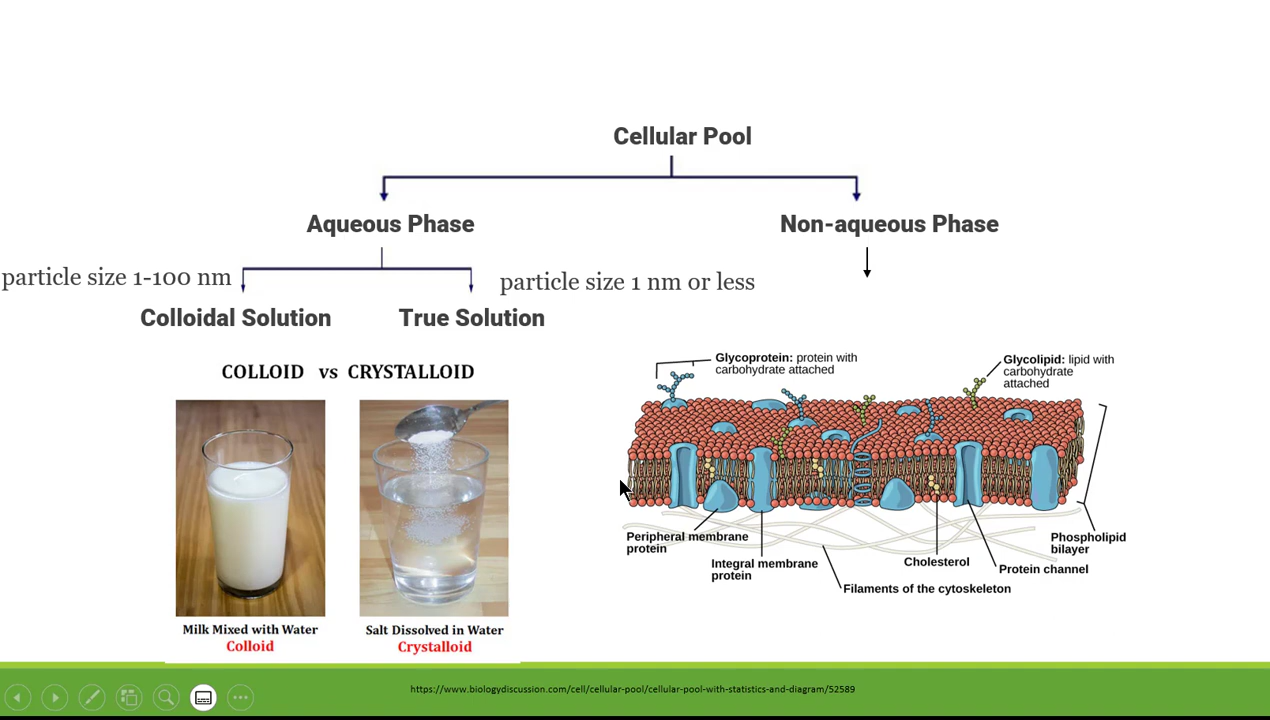 Cellular Pool
Aqueous Phase
Non-aqueous Phase
particle size 1-100 nm
particle size 1 nm or less
Colloidal Solution
True Solution
COLLOID vs CRYSTALLOID
Milk Mixed with Water
Colloid
Salt Dissolved in Water
Crystalloid
Glycoprotein: protein with
carbohydrate attached
Glycolipid: lipid with
carbohydrate
attached
Peripheral membrane
protein
Integral membrane
protein
Filaments of the cytoskeleton
Cholesterol
Protein channel
Phospholipid
bilayer
https://www.biologydiscussion.com/cell/cellular-pool/cellular-pool-with-statistics-and-diagram/52589